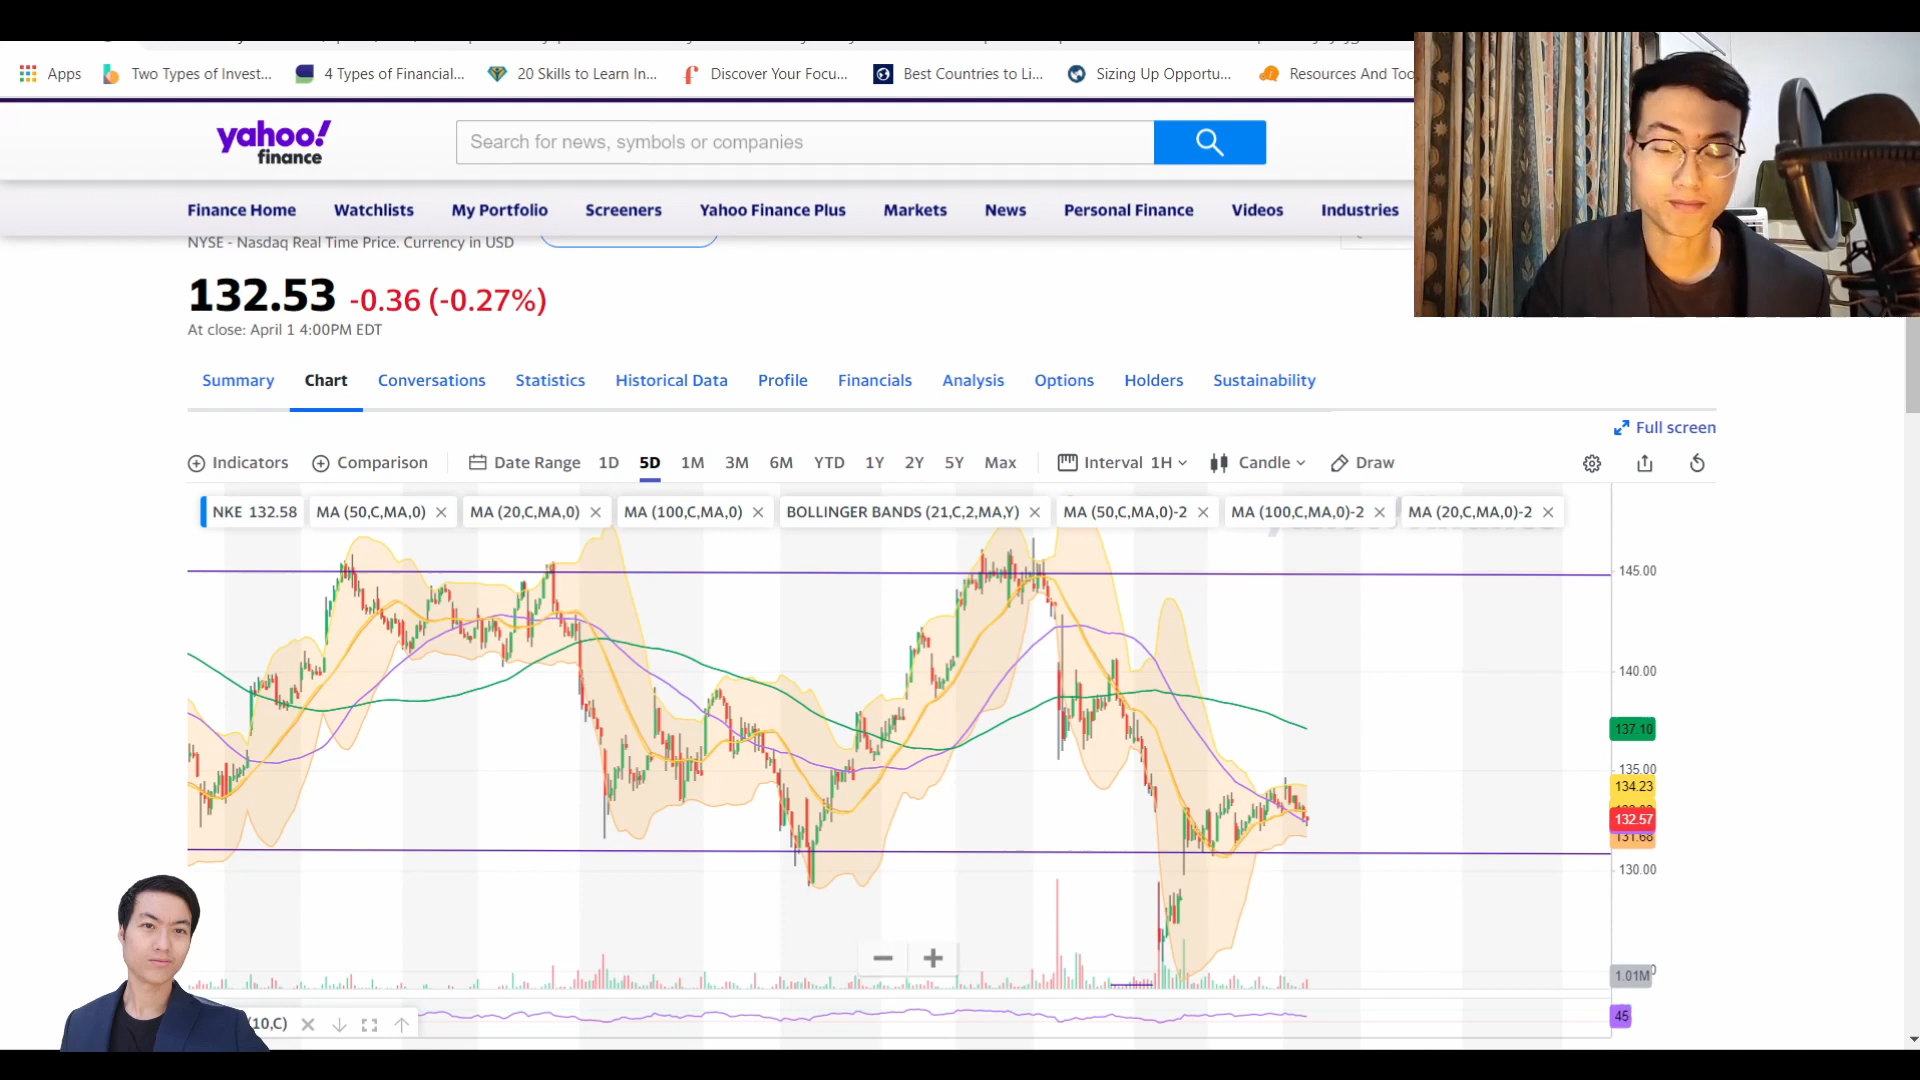 Apps
Two Types of Invest...
4 Types of Financial...
20 Skills to Learn In...
Discover Your Focu...
Best Countries to Li...
Sizing Up Opportu...
Resources And Too
yahoo!
finance
Search for news, symbols or companies
Finance Home
Watchlists
My Portfolio
Screeners
Yahoo Finance Plus
Markets
News
Personal Finance
Videos
Industries
NYSE - Nasdaq Real Time Price. Currency in USD
132.53 -0.36 (-0.27%)
At close: April 1 4:00PM EDT
Summary
Chart
Conversations
Statistics
Historical Data
Profile
Financials
Analysis
Options
Holders
Sustainability
Full screen
Indicators
Comparison
Date Range
1D
5D
1M
3M
6M
YTD
1Y
2Y
5Y
Max
Interval 1H
Candle
Draw
NKE 132.58
MA (50,C,MA,0)
MA (20,C,MA,0)
MA (100,C,MA,0)
BOLLINGER BANDS (21,C,2,MA,Y)
MA (50,C,MA,0)-2
MA (100,C,MA,0)-2
MA (20,C,MA,0)-2
145.00
140.00
137.10
135.00
134.23
132.57
131.68
130.00
1.01M
(10,C)
45